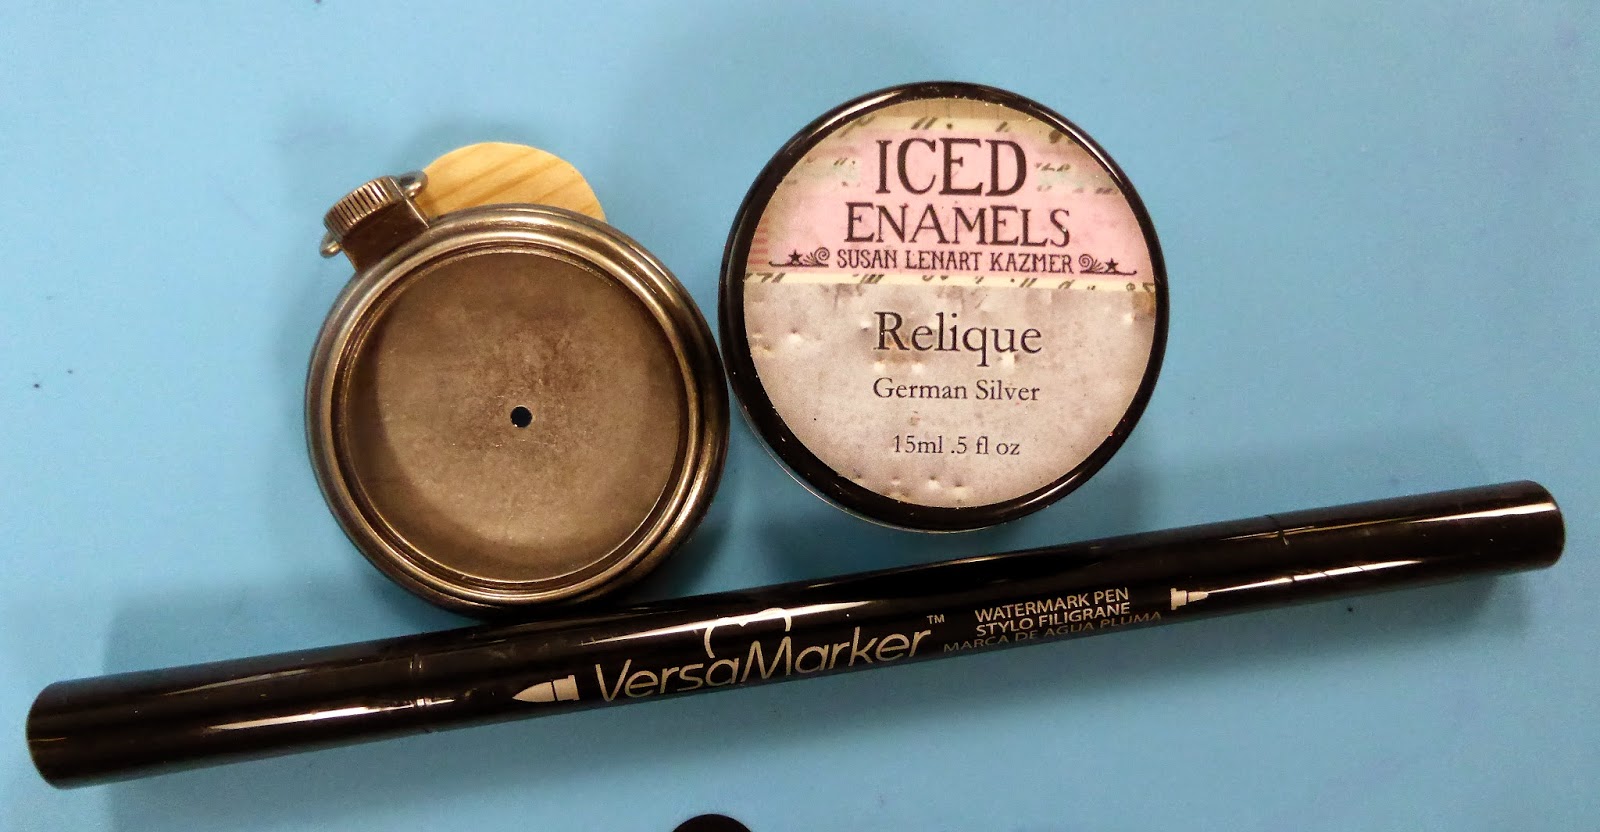 ICED
ENAMELS
SUSAN LENART KAZMER
Relique
German Silver
15ml .5 fl oz
VersaMarker™
WATERMARK PEN
STYLO FILIGRANE
MARCA DE AGUA PLUMA